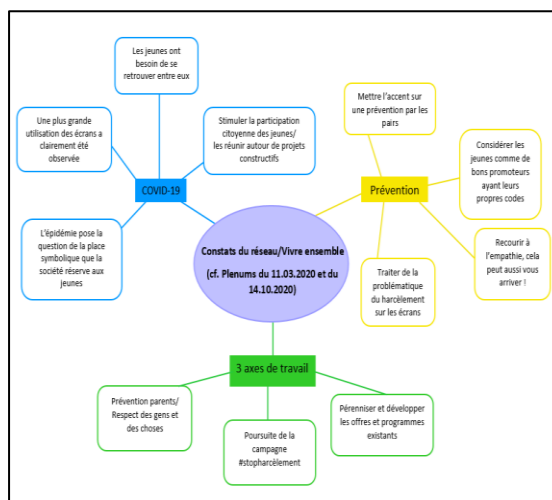 Les jeunes ont
besoin de se
retrouver entre eux
Une plus grande
utilisation des écrans a
clairement été
observée
Stimuler la participation
citoyenne des jeunes/
les réunir autour de projets
constructifs
COVID-19
L'épidémie pose la
question de la place
symbolique que la
société réserve aux
jeunes
Mettre l'accent sur
une prévention par les
pairs
Considérer les
jeunes comme de
bons promoteurs
ayant leurs
propres codes
Prévention
Recourir à
l'empathie, cela
peut aussi vous
arriver !
Traiter de la
problématique
du harcèlement
sur les écrans
Constats du réseau/Vivre ensemble
(cf. Plenums du 11.03.2020 et du
14.10.2020)
3 axes de travail
Prévention parents/
Respect des gens et
des choses
Poursuite de la
campagne
#stopharcèlement
Pérenniser et développer
les offres et programmes
existants